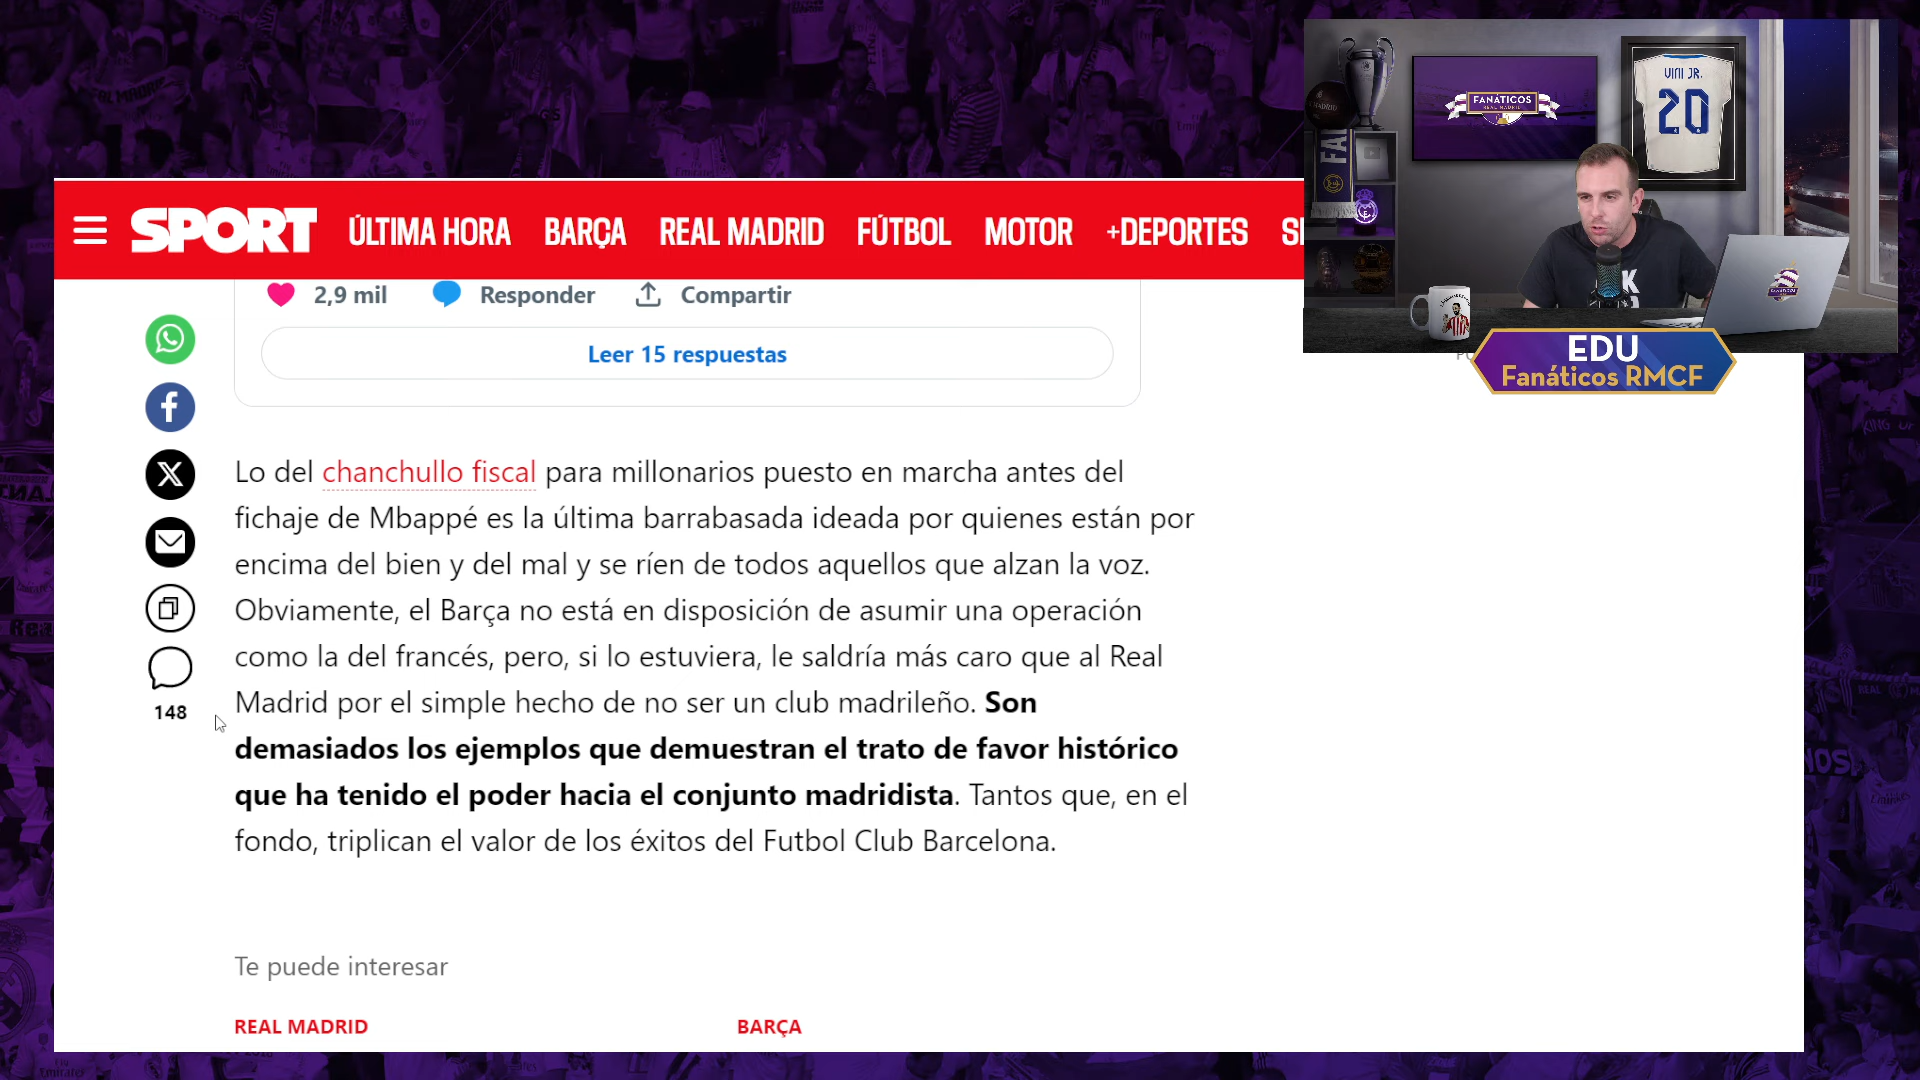 SPORT
ÚLTIMA HORA
BARÇA
REAL MADRID
FÚTBOL
MOTOR
+DEPORTES
2,9 mil
Responder
Compartir
Leer 15 respuestas
Lo del chanchullo fiscal para millonarios puesto en marcha antes del
fichaje de Mbappé es la última barrabasada ideada por quienes están por
encima del bien y del mal y se ríen de todos aquellos que alzan la voz.
Obviamente, el Barça no está en disposición de asumir una operación
como la del francés, pero, si lo estuviera, le saldría más caro que al Real
Madrid por el simple hecho de no ser un club madrileño. Son
demasiados los ejemplos que demuestran el trato de favor histórico
que ha tenido el poder hacia el conjunto madridista. Tantos que, en el
fondo, triplican el valor de los éxitos del Futbol Club Barcelona.
148
Te puede interesar
REAL MADRID
BARÇA
FANÁTICOS
REAL MADRID
VINI JR.
20
EDU
Fanáticos RMCF